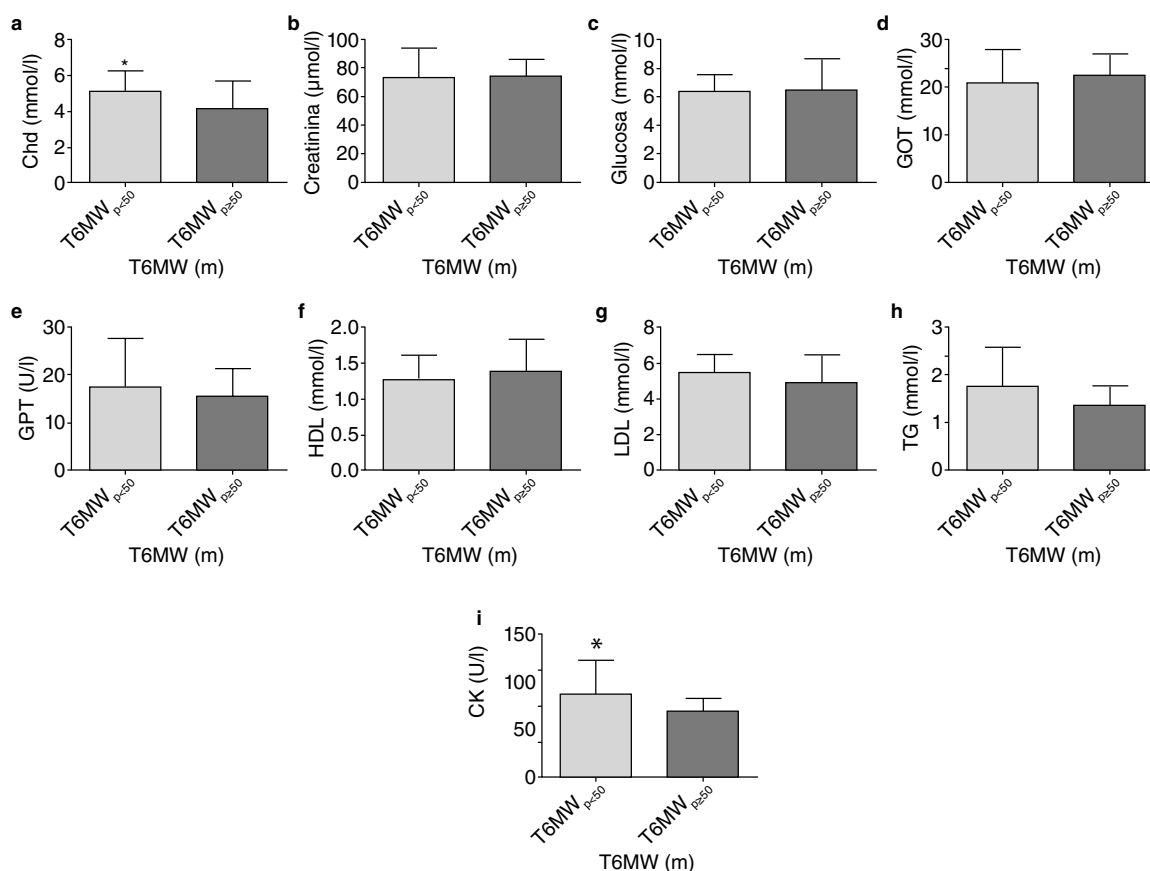 a
Chd (mmol/l)
8
6
4
2
0
*
T6MW p<50
T6MW p≥50
T6MW (m)
b
Creatinina (μmol/l)
100
80
60
40
20
0
T6MW p<50
T6MW p≥50
T6MW (m)
c
Glucosa (mmol/l)
10
8
6
4
2
0
T6MW p<50
T6MW p≥50
T6MW (m)
d
GOT (mmol/l)
30
20
10
0
T6MW p<50
T6MW p≥50
T6MW (m)
e
GPT (U/l)
30
20
10
0
T6MW p<50
T6MW p≥50
T6MW (m)
f
HDL (mmol/l)
2.0
1.5
1.0
0.5
0.0
T6MW p<50
T6MW p≥50
T6MW (m)
g
LDL (mmol/l)
8
6
4
2
0
T6MW p<50
T6MW p≥50
T6MW (m)
h
TG (mmol/l)
3
2
1
0
T6MW p<50
T6MW p≥50
T6MW (m)
i
CK (U/l)
150
100
50
0
*
T6MW p<50
T6MW p≥50
T6MW (m)